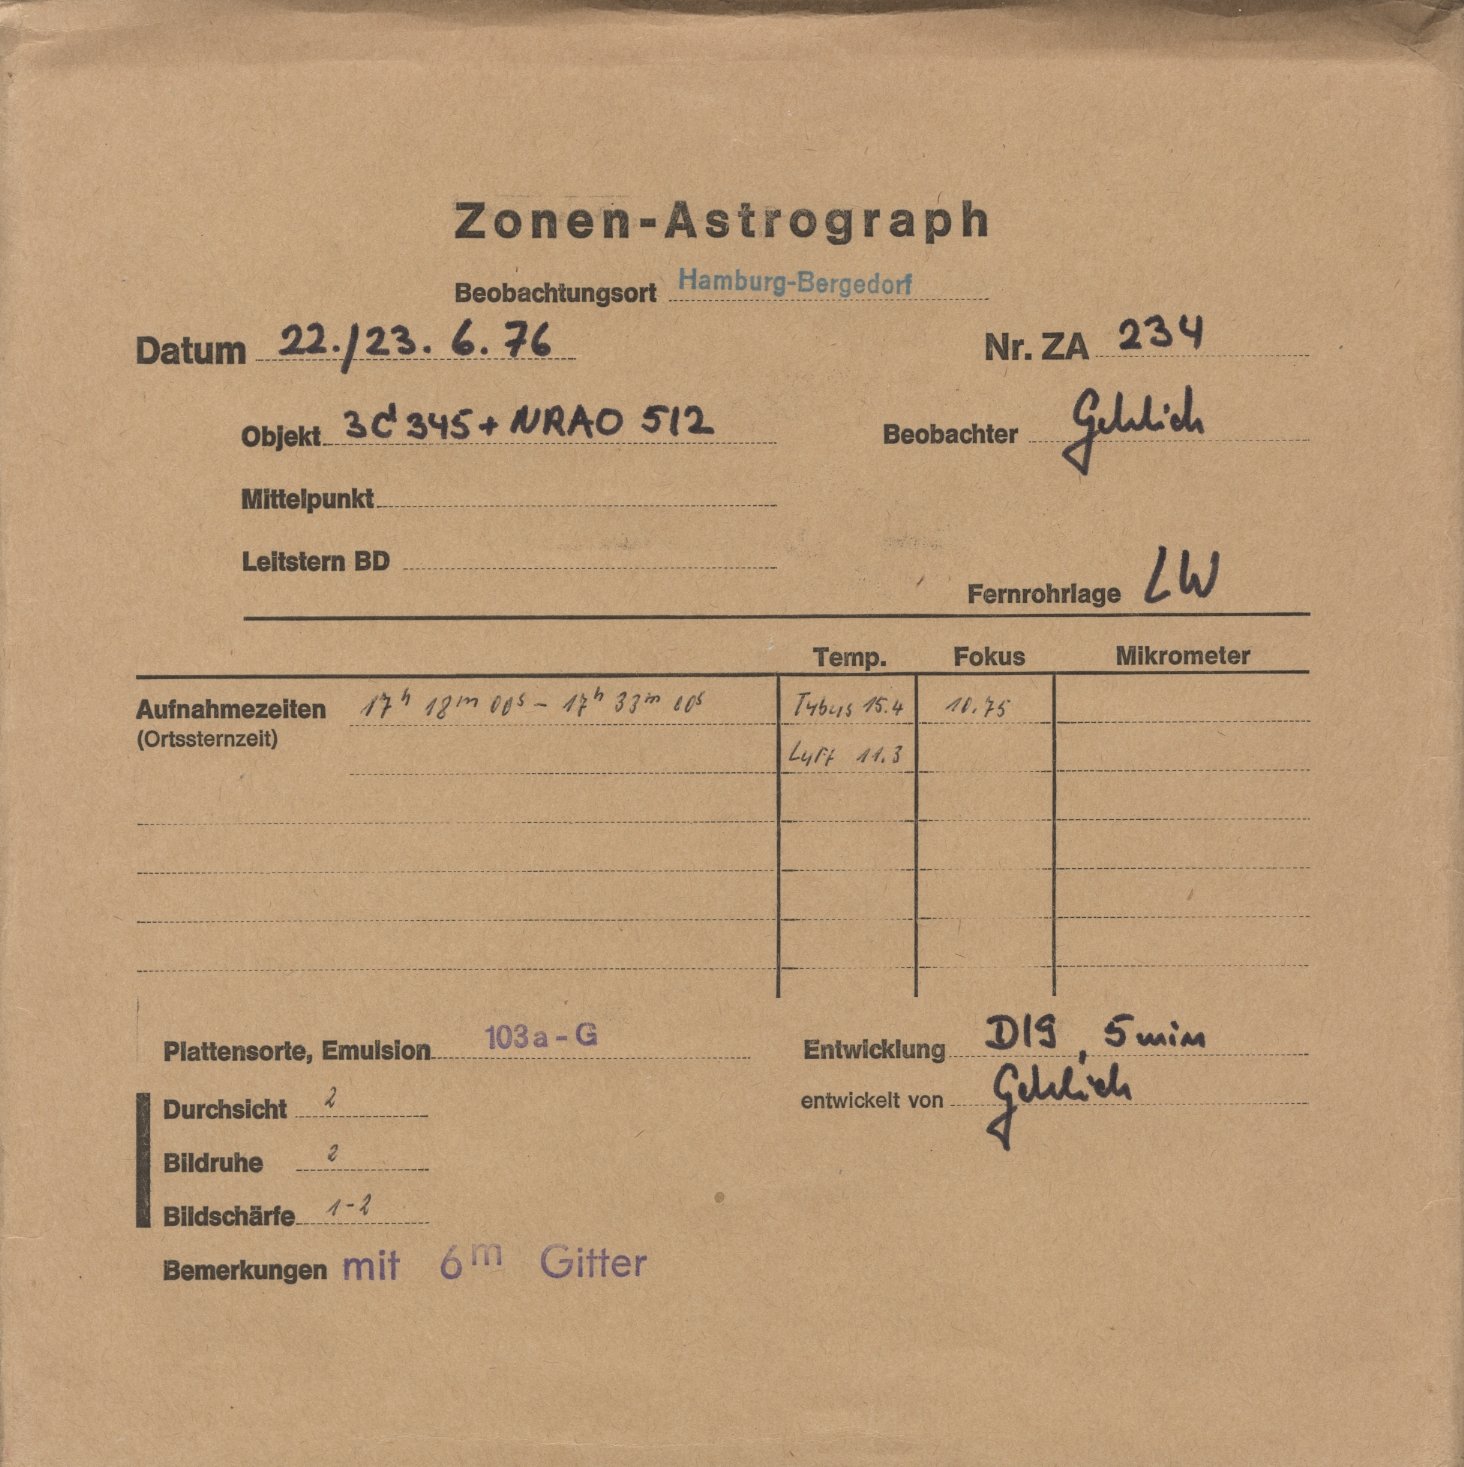 Zonen-Astrograph
Beobachtungsort Hamburg-Bergedorf
Datum 22./23. 6. 76 Nr. ZA 234
Objekt 3C 345 + NRAO 512 Beobachter Gehlich
Mittelpunkt
Leitstern BD
Fernrohrlage LW
Temp. Fokus Mikrometer
Aufnahmezeiten 17h 18m 00s - 17h 33m 00s Tubus 15.4 10.75
(Ortssternzeit)
Luft 11.3
Plattensorte, Emulsion 103a-G Entwicklung D19, 5 min
Durchsicht 2 entwickelt von Gehlich
Bildruhe 2
Bildschärfe 1-2
Bemerkungen mit 6m Gitter